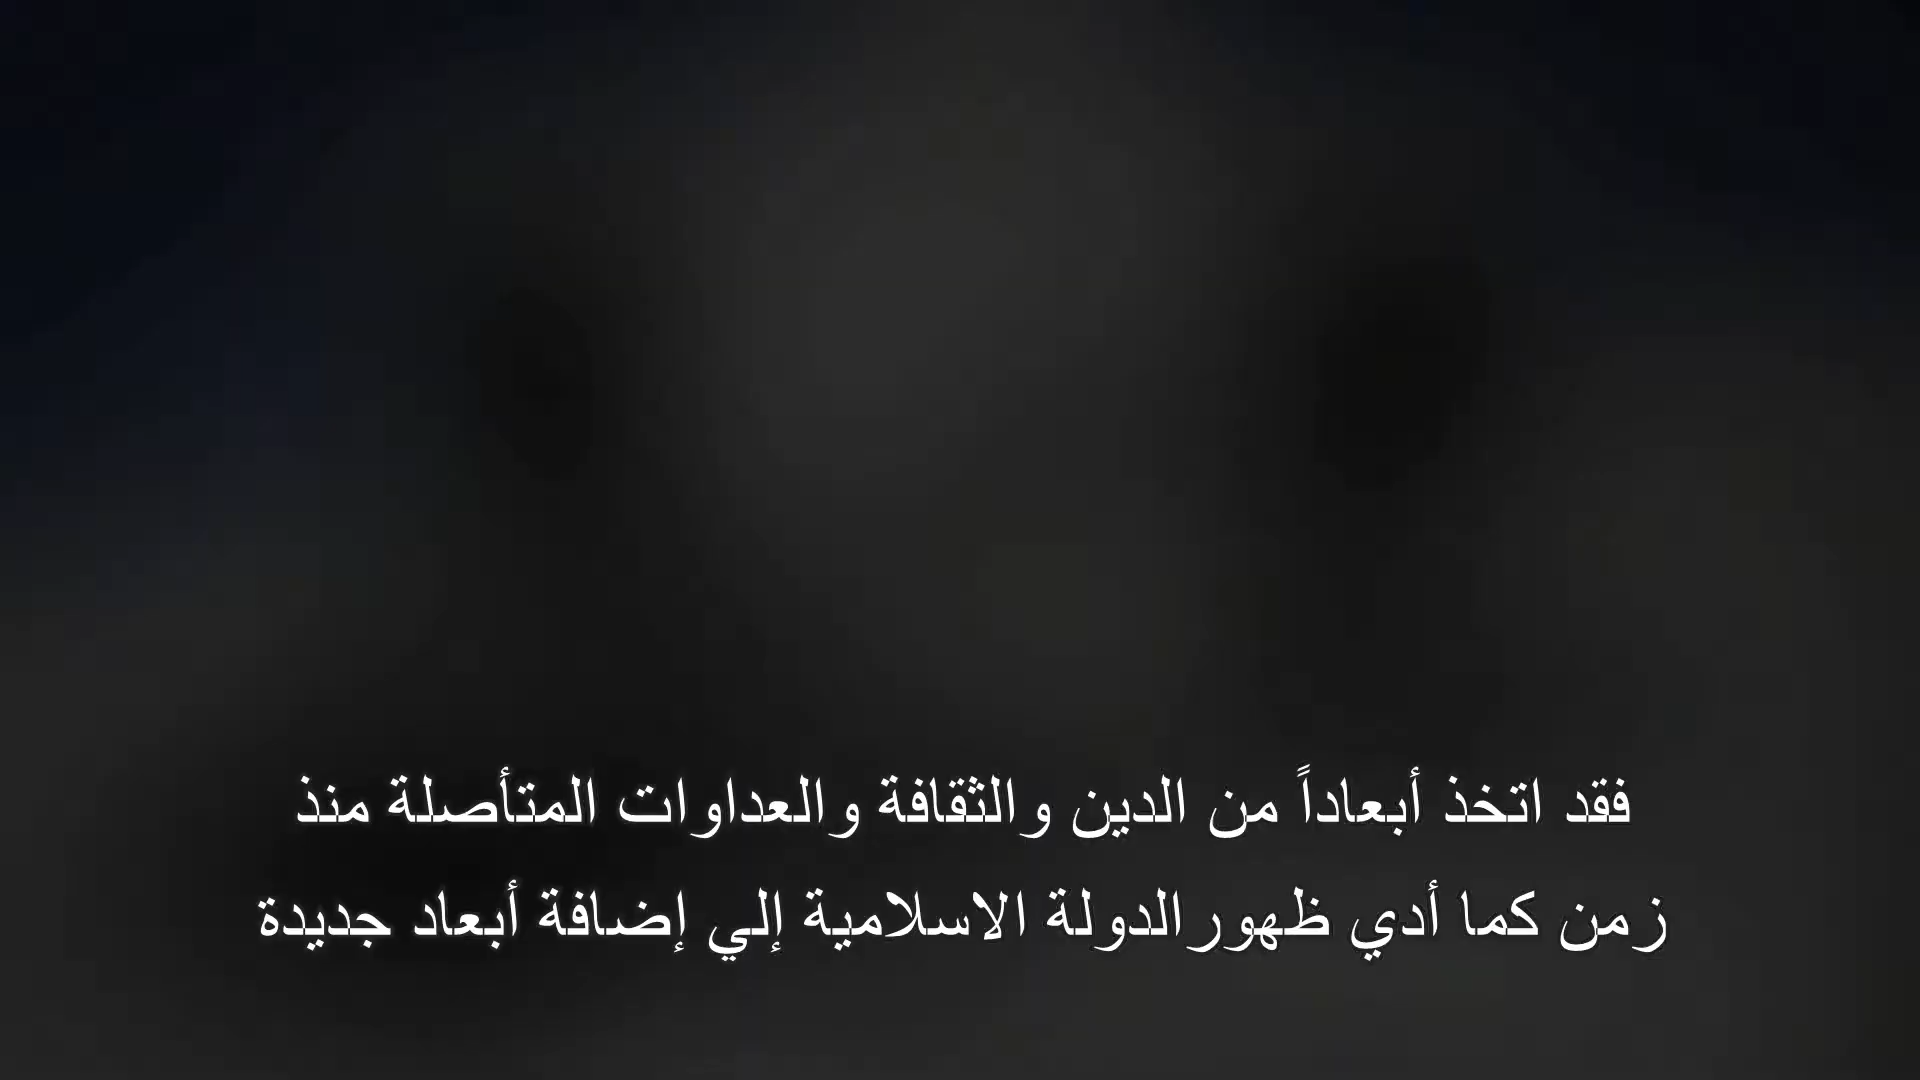 فقد اتخذ أبعاداً من الدين والثقافة والعداوات المتأصلة منذ
زمن كما أدي ظهورالدولة الاسلامية إلي إضافة أبعاد جديدة